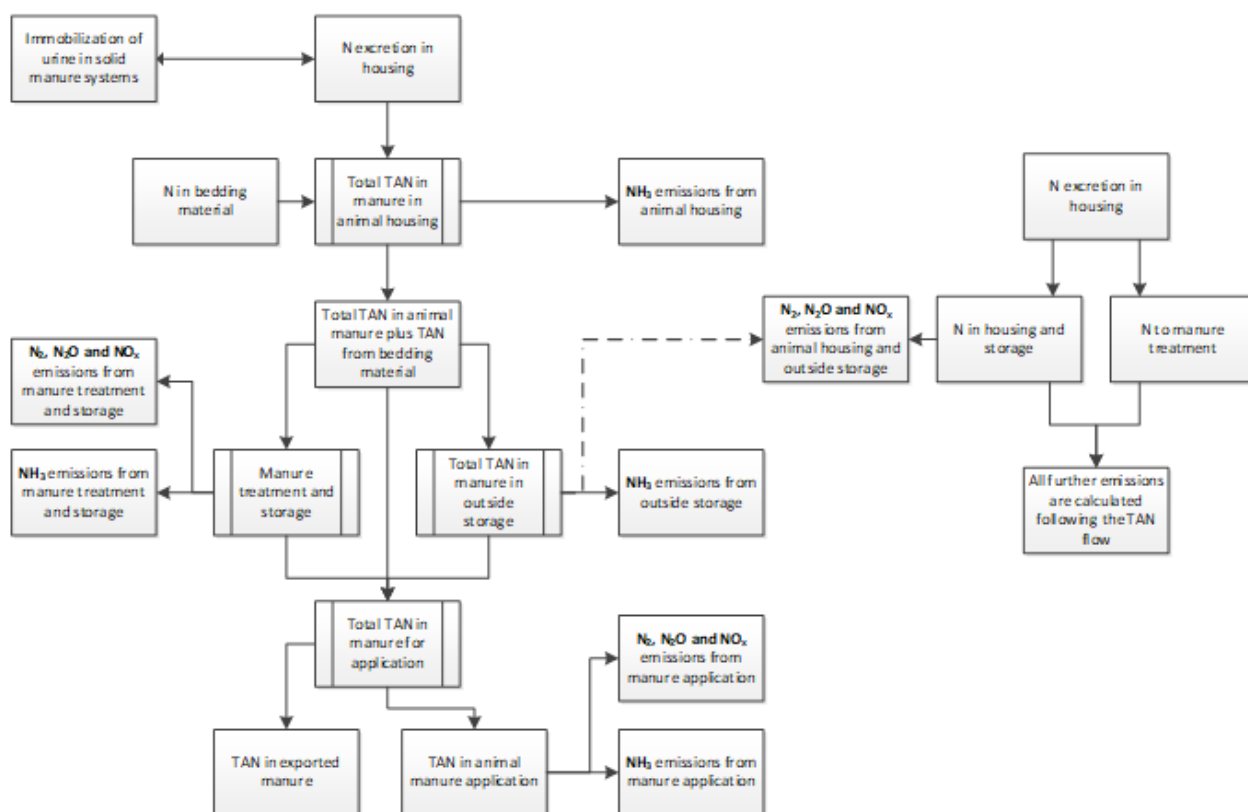 Immobilization of
urine in solid
manure systems
N excretion in
housing
N in bedding
material
Total TAN in
manure in
animal housing
NH₃ emissions from
animal housing
N excretion in
housing
Total TAN in animal
manure plus TAN
from bedding
material
N₂, N₂O and NOₓ
emissions from
animal housing and
outside storage
N in housing and
storage
N to manure
treatment
N₂, N₂O and NOₓ
emissions from
manure treatment
and storage
NH₃ emissions from
manure treatment
and storage
Manure
treatment and
storage
Total TAN in
manure in
outside
storage
NH₃ emissions from
outside storage
All further emissions
are calculated
following the TAN
flow
Total TAN in
manure for
application
N₂, N₂O and NOₓ
emissions from
manure application
TAN in exported
manure
TAN in animal
manure application
NH₃ emissions from
manure application